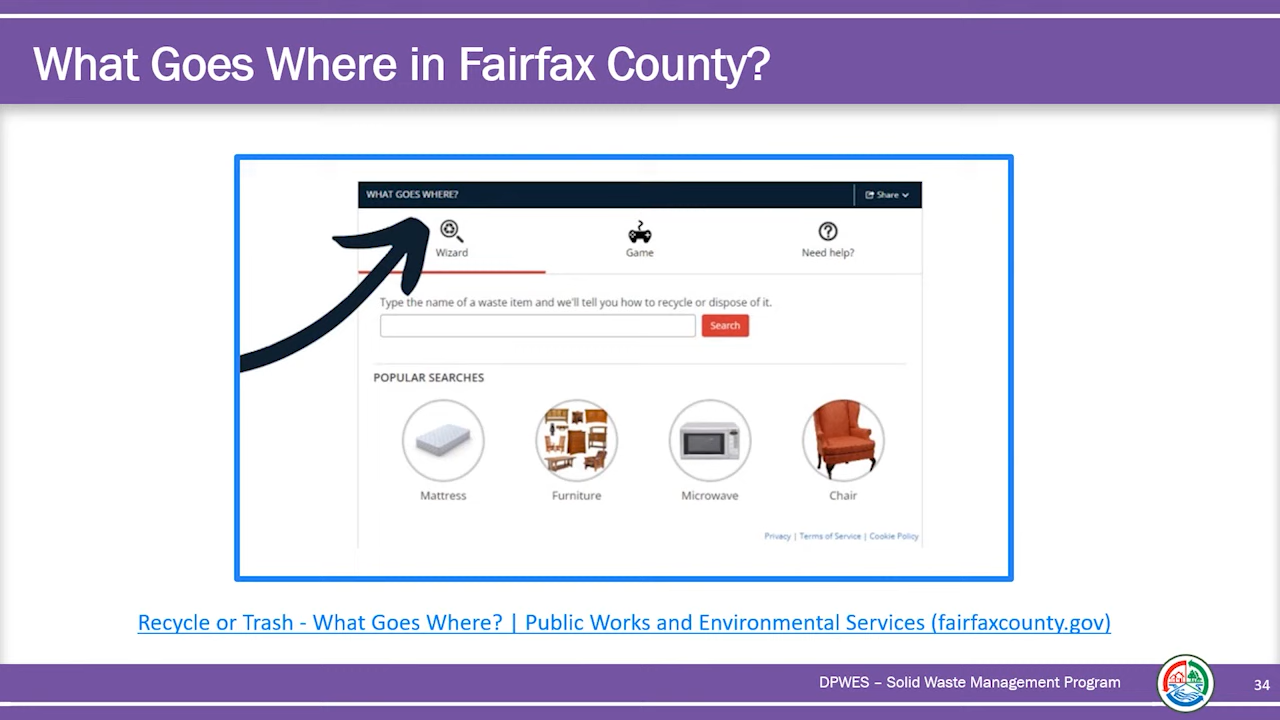 What Goes Where in Fairfax County?
WHAT GOES WHERE?
Share
Wizard
Game
Need help?
Type the name of a waste item and we'll tell you how to recycle or dispose of it.
Search
POPULAR SEARCHES
Mattress
Furniture
Microwave
Chair
Privacy | Terms of Service | Cookie Policy
Recycle or Trash - What Goes Where? | Public Works and Environmental Services (fairfaxcounty.gov)
DPWES – Solid Waste Management Program
34